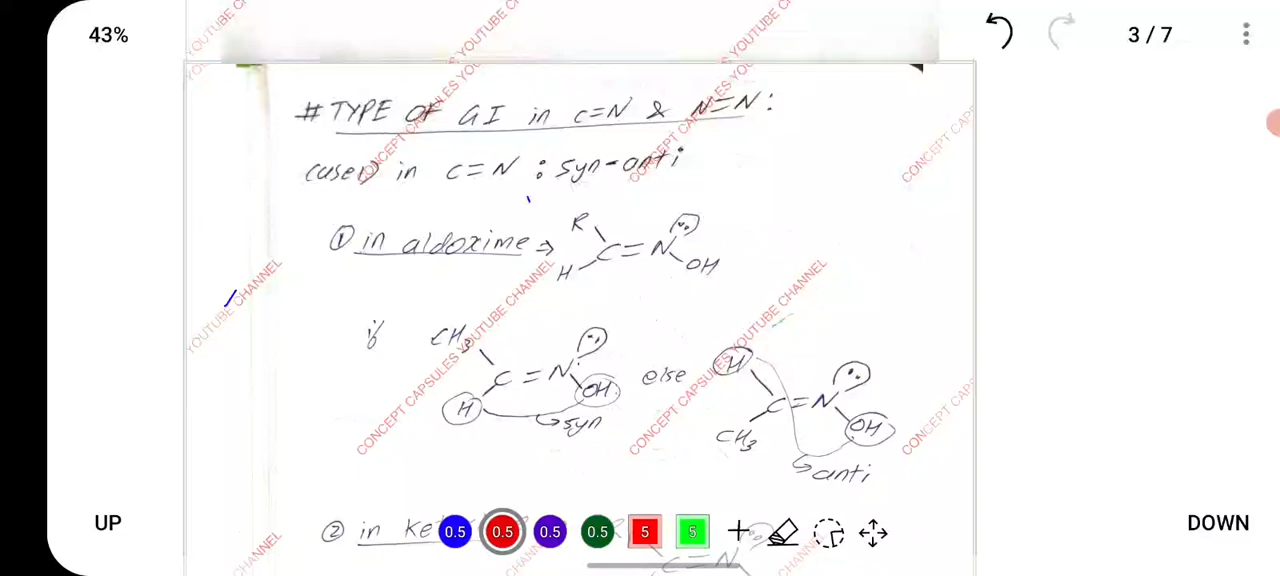 43%
3 / 7
# TYPE OF GI in C=N & N=N :
Case 1) in C=N : Syn-anti
① in aldoxime ⇒
R
H
C=N
OH
if
CH3
C=N
H
OH
syn
else
H
C=N
CH3
OH
anti
② in
C=N
UP
0.5
0.5
0.5
0.5
5
5
DOWN
CONCEPT CAPSULES YOUTUBE CHANNEL